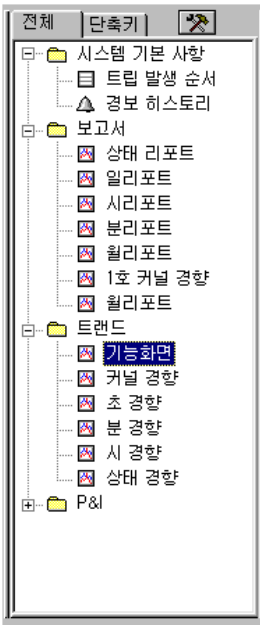 전체 단축키
시스템 기본 사항
트립 발생 순서
경보 히스토리
보고서
상태 리포트
일리포트
시리포트
분리포트
월리포트
1호 커널 경향
월리포트
트랜드
기능화면
커널 경향
초 경향
분 경향
시 경향
상태 경향
P&I